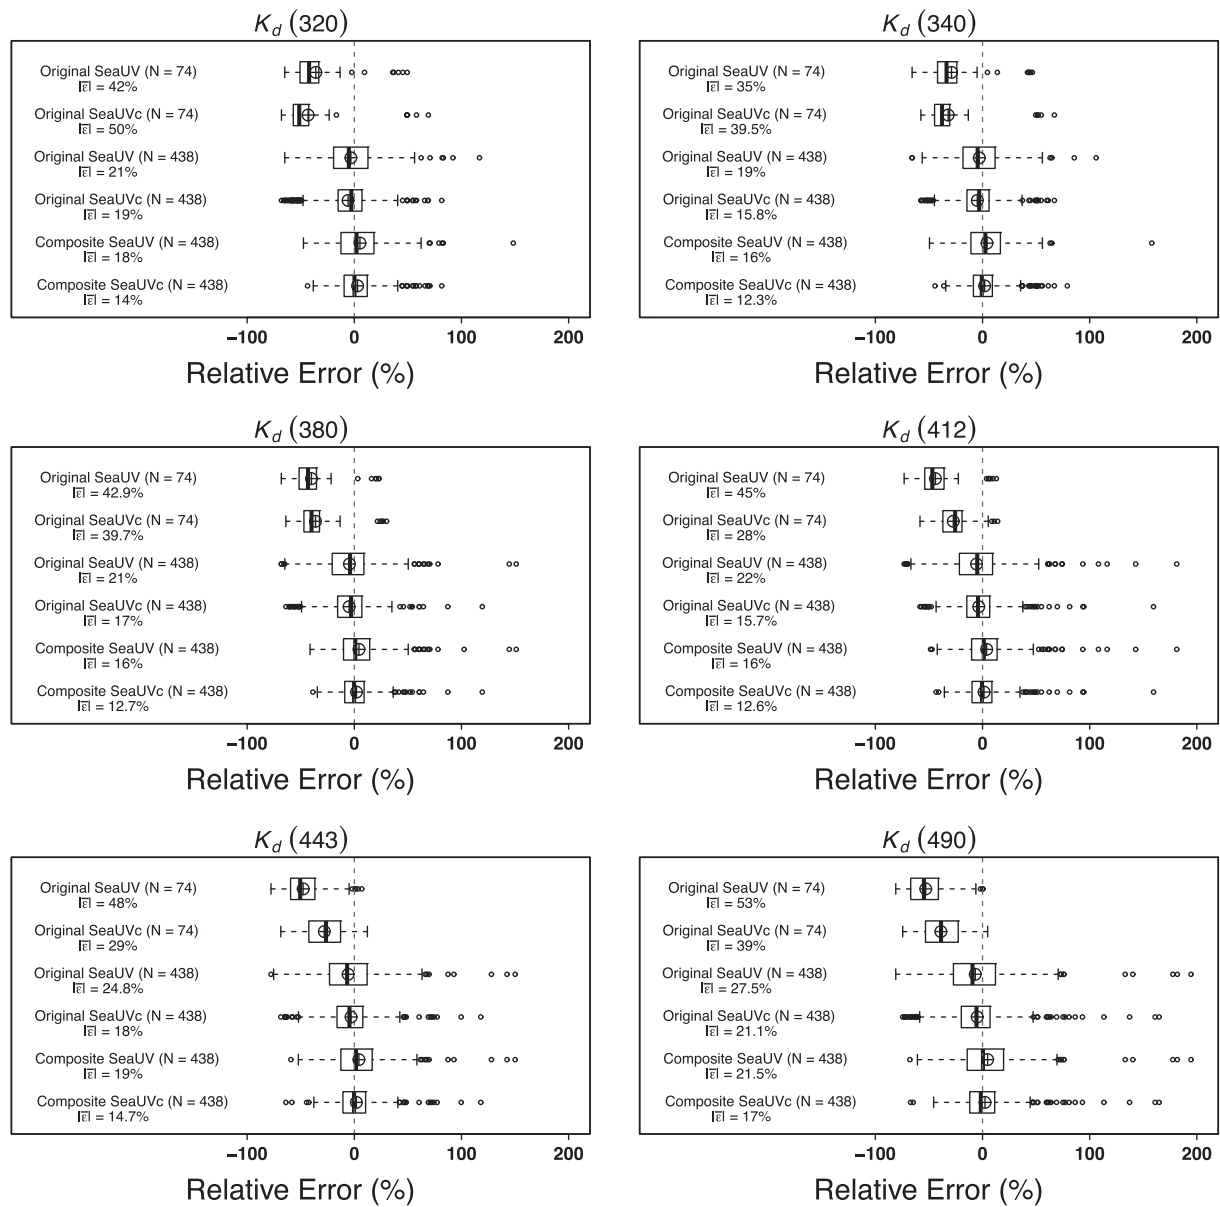 K_d (320)
Original SeaUV (N = 74)
|ε| = 42%
Original SeaUVc (N = 74)
|ε| = 50%
Original SeaUV (N = 438)
|ε| = 21%
Original SeaUVc (N = 438)
|ε| = 19%
Composite SeaUV (N = 438)
|ε| = 18%
Composite SeaUVc (N = 438)
|ε| = 14%
−100 0 100 200
Relative Error (%)
K_d (340)
Original SeaUV (N = 74)
|ε| = 35%
Original SeaUVc (N = 74)
|ε| = 39.5%
Original SeaUV (N = 438)
|ε| = 19%
Original SeaUVc (N = 438)
|ε| = 15.8%
Composite SeaUV (N = 438)
|ε| = 16%
Composite SeaUVc (N = 438)
|ε| = 12.3%
−100 0 100 200
Relative Error (%)
K_d (380)
Original SeaUV (N = 74)
|ε| = 42.9%
Original SeaUVc (N = 74)
|ε| = 39.7%
Original SeaUV (N = 438)
|ε| = 21%
Original SeaUVc (N = 438)
|ε| = 17%
Composite SeaUV (N = 438)
|ε| = 16%
Composite SeaUVc (N = 438)
|ε| = 12.7%
−100 0 100 200
Relative Error (%)
K_d (412)
Original SeaUV (N = 74)
|ε| = 45%
Original SeaUVc (N = 74)
|ε| = 28%
Original SeaUV (N = 438)
|ε| = 22%
Original SeaUVc (N = 438)
|ε| = 15.7%
Composite SeaUV (N = 438)
|ε| = 16%
Composite SeaUVc (N = 438)
|ε| = 12.6%
−100 0 100 200
Relative Error (%)
K_d (443)
Original SeaUV (N = 74)
|ε| = 48%
Original SeaUVc (N = 74)
|ε| = 29%
Original SeaUV (N = 438)
|ε| = 24.8%
Original SeaUVc (N = 438)
|ε| = 18%
Composite SeaUV (N = 438)
|ε| = 19%
Composite SeaUVc (N = 438)
|ε| = 14.7%
−100 0 100 200
Relative Error (%)
K_d (490)
Original SeaUV (N = 74)
|ε| = 53%
Original SeaUVc (N = 74)
|ε| = 39%
Original SeaUV (N = 438)
|ε| = 27.5%
Original SeaUVc (N = 438)
|ε| = 21.1%
Composite SeaUV (N = 438)
|ε| = 21.5%
Composite SeaUVc (N = 438)
|ε| = 17%
−100 0 100 200
Relative Error (%)